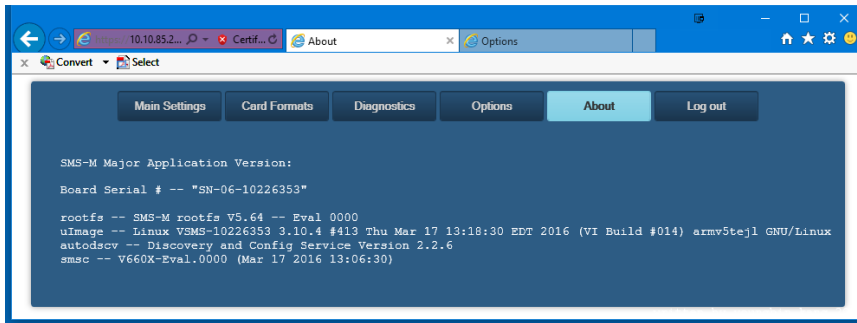 10.10.85.2... Certif... About Options
Convert Select
Main Settings Card Formats Diagnostics Options About Log out
SMS-M Major Application Version:
Board Serial # -- "SN-06-10226353"
rootfs -- SMS-M rootfs V5.64 -- Eval 0000
uImage -- Linux VSMS-10226353 3.10.4 #413 Thu Mar 17 13:18:30 EDT 2016 (VI Build #014) armv5tejl GNU/Linux
autodscv -- Discovery and Config Service Version 2.2.6
smsc -- V660X-Eval.0000 (Mar 17 2016 13:06:30)